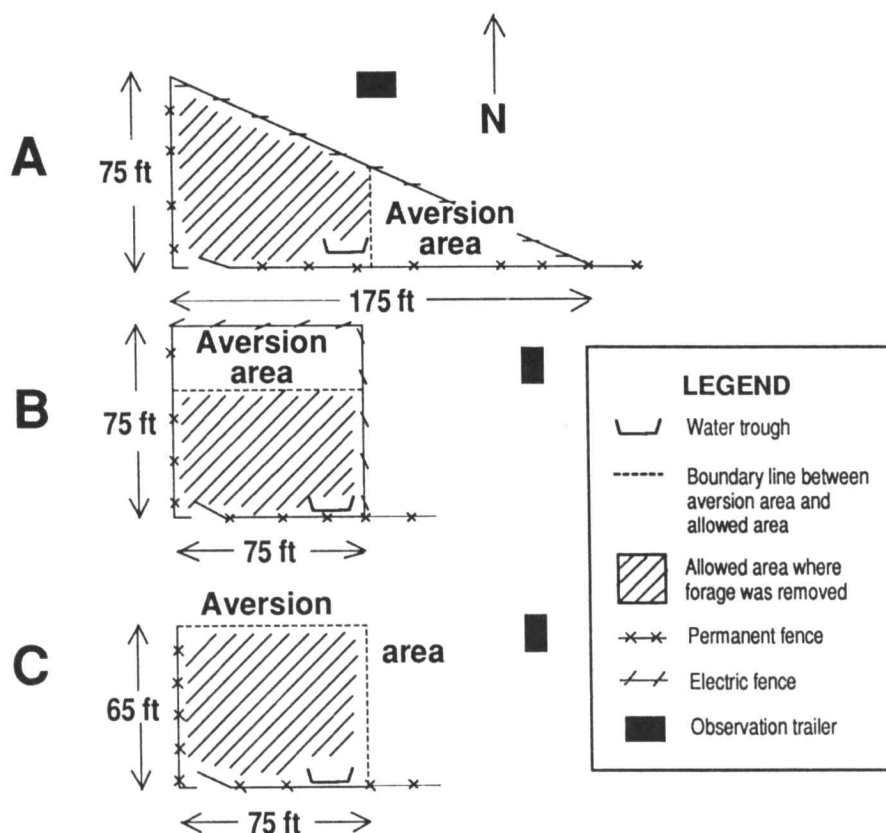 N
A
75 ft
Aversion
area
175 ft
B
Aversion
area
75 ft
75 ft
C
Aversion
area
65 ft
75 ft
LEGEND
Water trough
Boundary line between
aversion area and
allowed area
Allowed area where
forage was removed
Permanent fence
Electric fence
Observation trailer